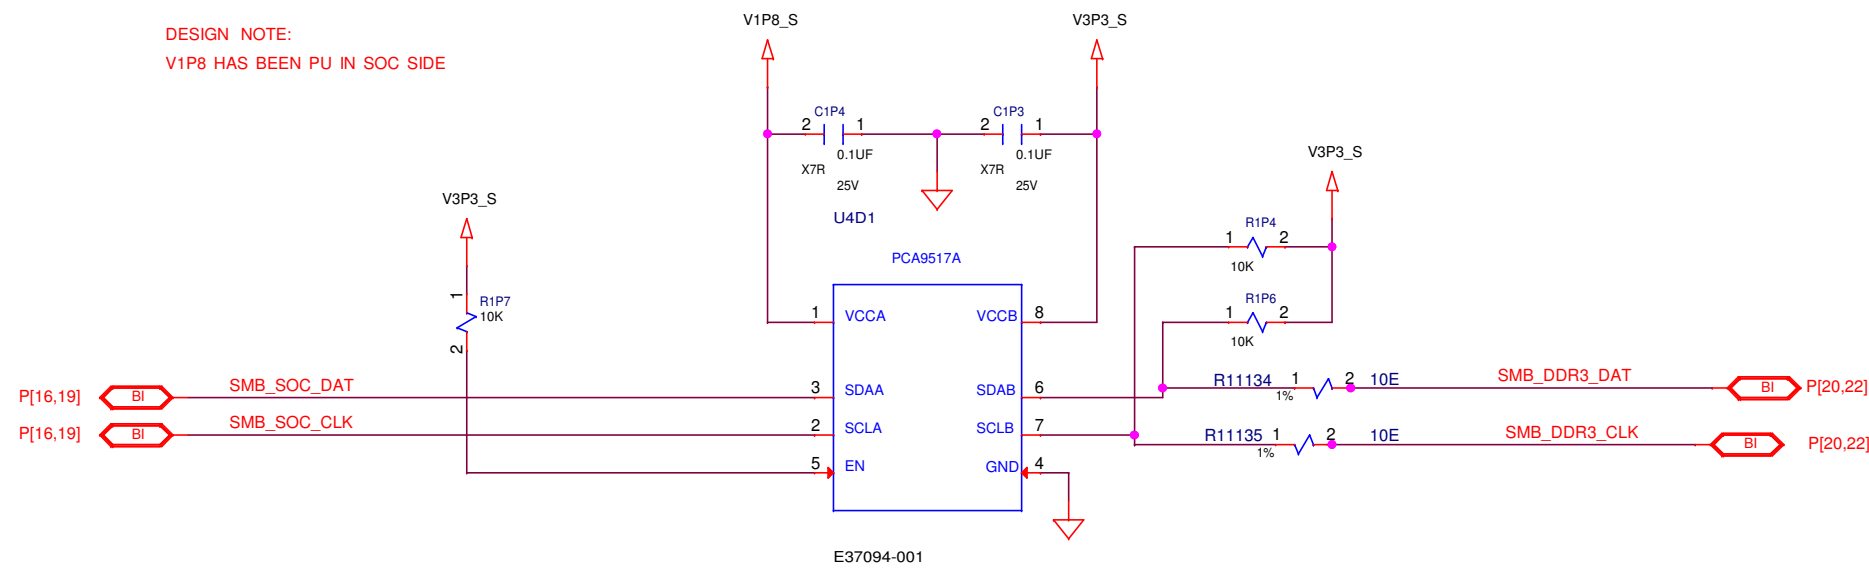 DESIGN NOTE:
V1P8 HAS BEEN PU IN SOC SIDE
V1P8_S
V3P3_S
C1P4
2 1
0.1UF
X7R
25V
C1P3
2 1
0.1UF
X7R
25V
U4D1
PCA9517A
V3P3_S
1
R1P7
10K
2
V3P3_S
R1P4
1 2
10K
R1P6
1 2
10K
1 VCCA
VCCB 8
3 SDAA
SDAB 6
2 SCLA
SCLB 7
5 EN
GND 4
P[16,19] BI SMB_SOC_DAT
P[16,19] BI SMB_SOC_CLK
R11134 1 2 10E
1%
SMB_DDR3_DAT BI P[20,22]
R11135 1 2 10E
1%
SMB_DDR3_CLK BI P[20,22]
E37094-001